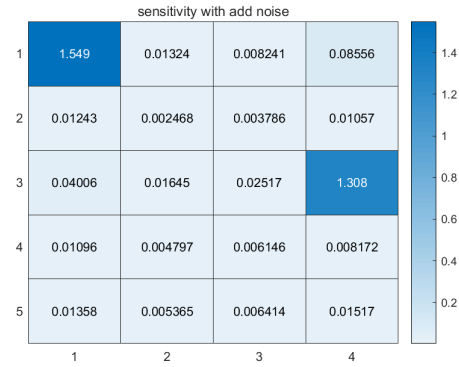 sensitivity with add noise
1 1.549 0.01324 0.008241 0.08556
2 0.01243 0.002468 0.003786 0.01057
3 0.04006 0.01645 0.02517 1.308
4 0.01096 0.004797 0.006146 0.008172
5 0.01358 0.005365 0.006414 0.01517
1 2 3 4
1.4
1.2
1
0.8
0.6
0.4
0.2